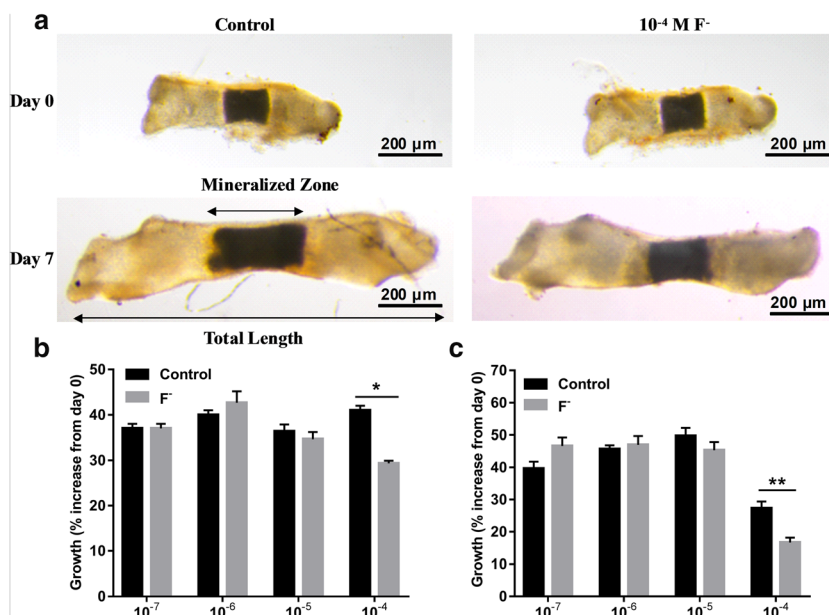 a
Control
10⁻⁴ M F⁻
Day 0
200 µm
200 µm
Mineralized Zone
Day 7
200 µm
200 µm
Total Length
b
Growth (% increase from day 0)
50
40
30
20
10
0
Control
F⁻
*
10⁻⁷
10⁻⁶
10⁻⁵
10⁻⁴
c
Growth (% increase from day 0)
70
60
50
40
30
20
10
0
Control
F⁻
**
10⁻⁷
10⁻⁶
10⁻⁵
10⁻⁴